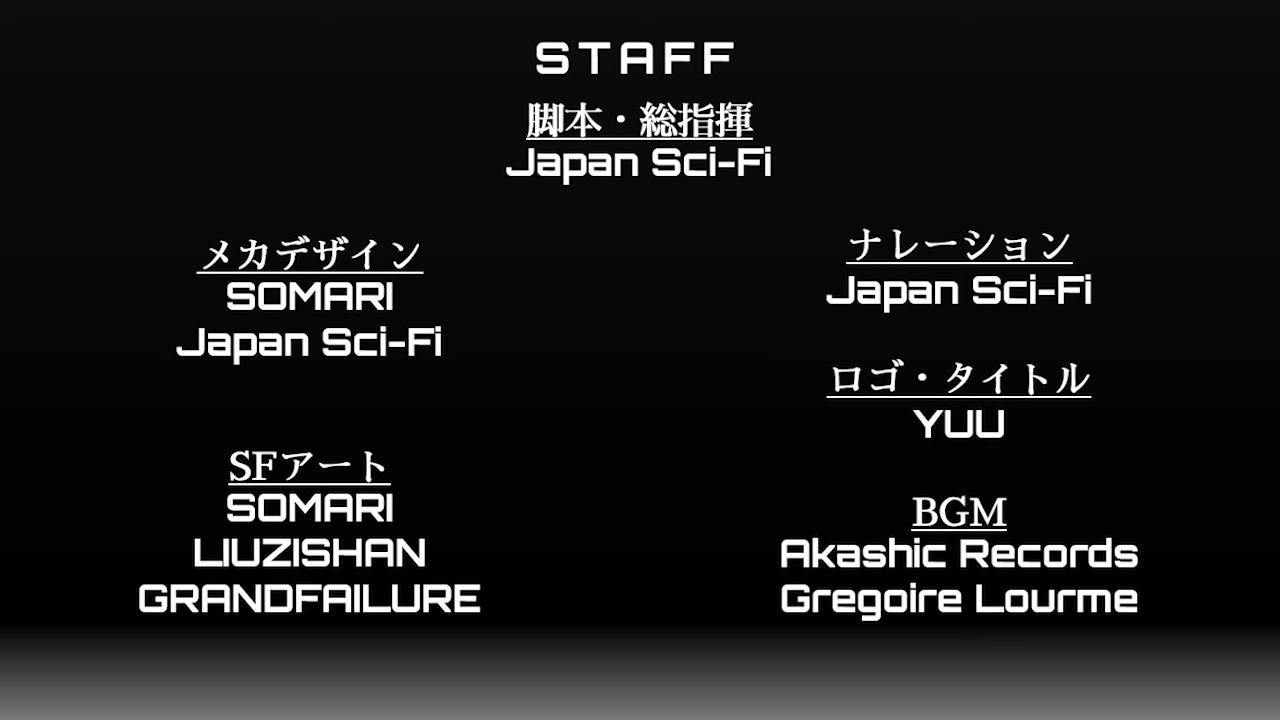 STAFF
脚本・総指揮
Japan Sci-Fi
メカデザイン
SOMARI
Japan Sci-Fi
SFアート
SOMARI
LIUZISHAN
GRANDFAILURE
ナレーション
Japan Sci-Fi
ロゴ・タイトル
YUU
BGM
Akashic Records
Gregoire Lourme